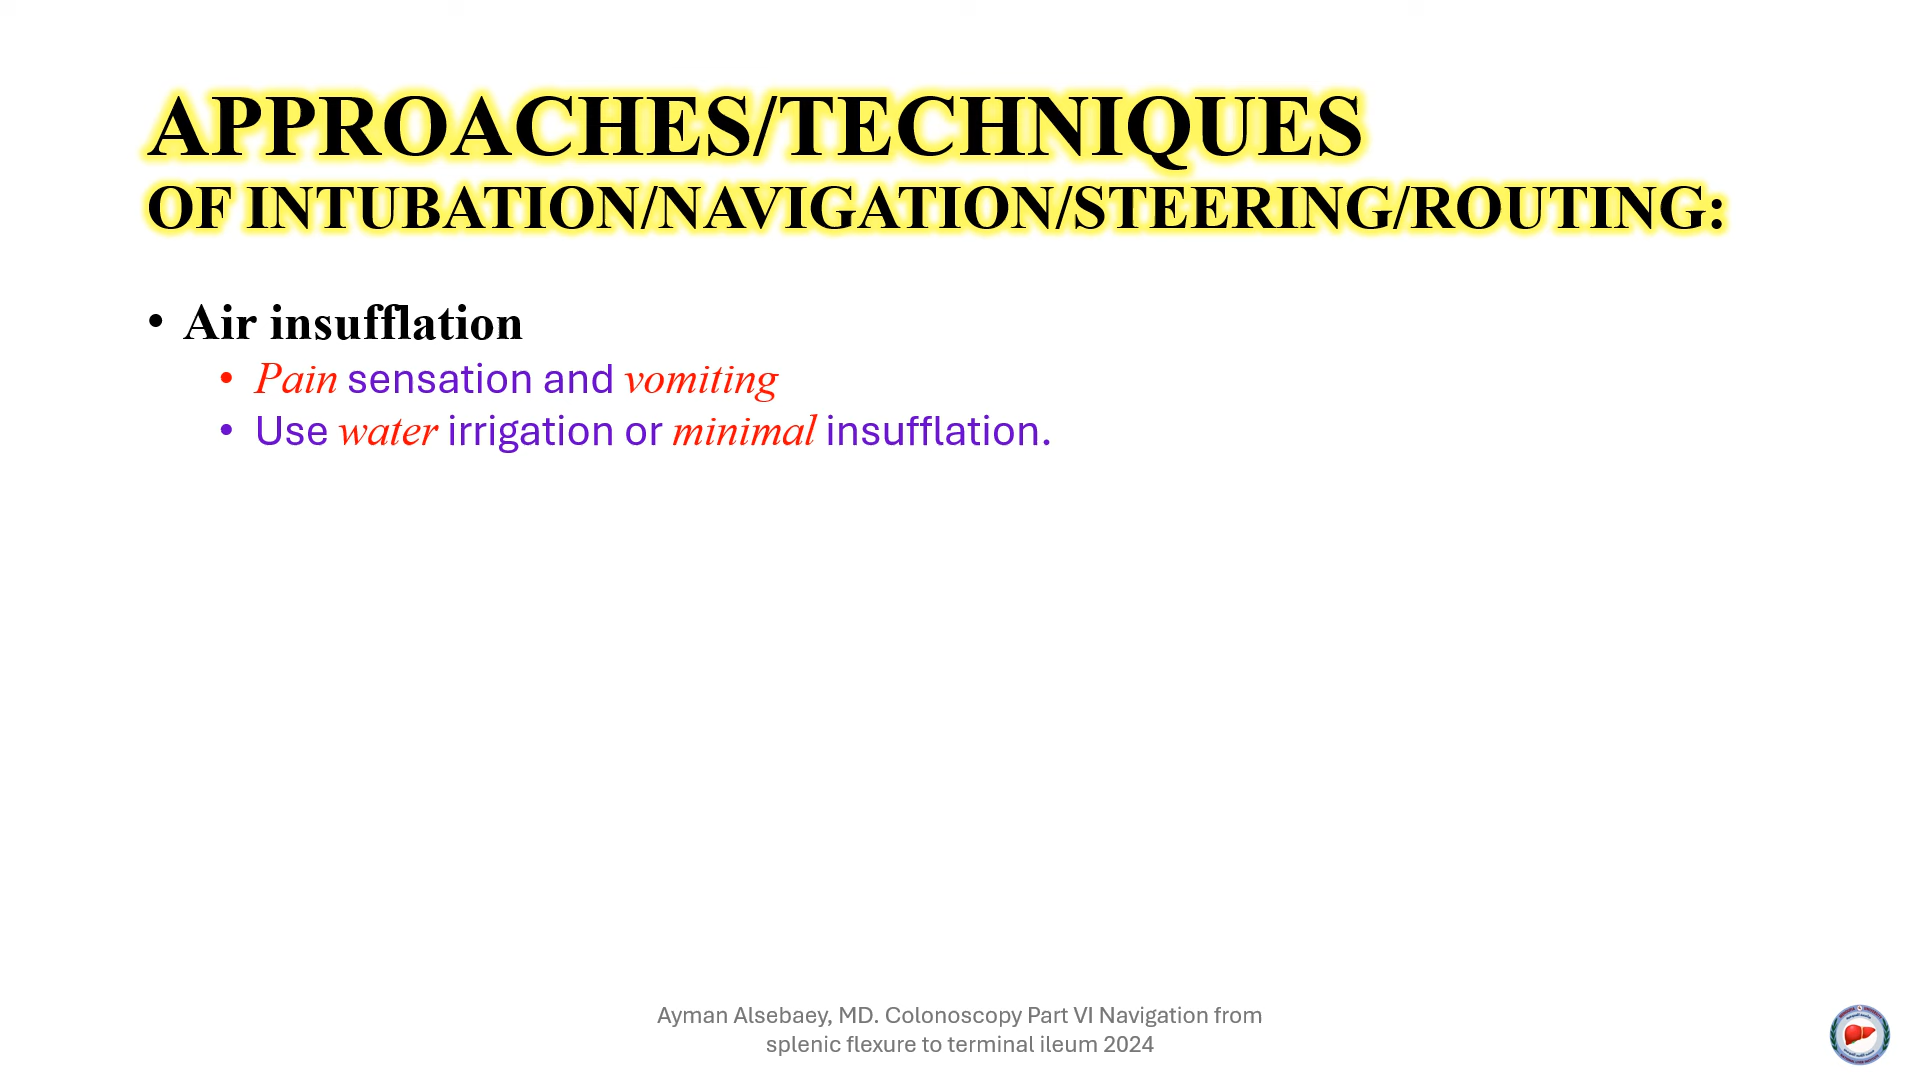 APPROACHES/TECHNIQUES
OF INTUBATION/NAVIGATION/STEERING/ROUTING:
• Air insufflation
• Pain sensation and vomiting
• Use water irrigation or minimal insufflation.
Ayman Alsebaey, MD. Colonoscopy Part VI Navigation from
splenic flexure to terminal ileum 2024